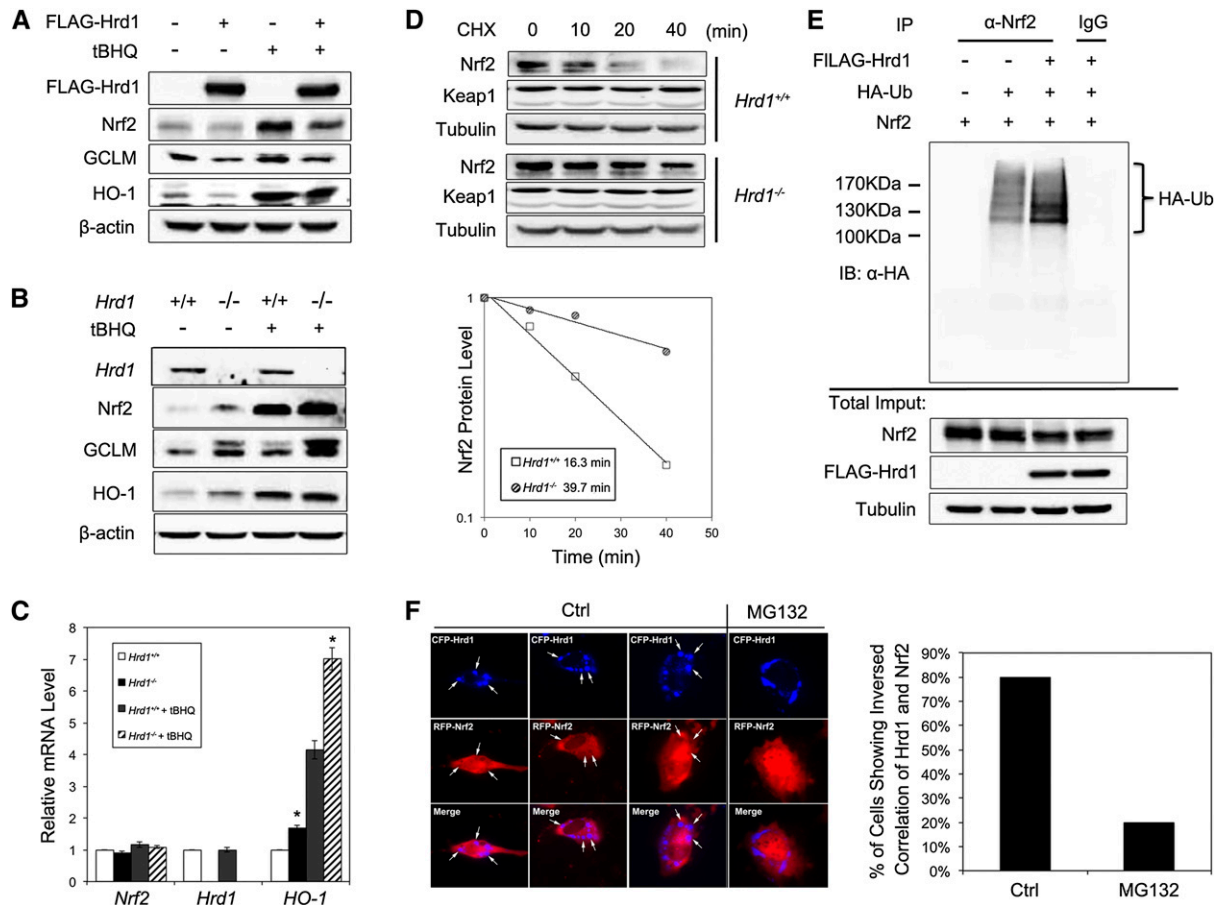 A
FLAG-Hrd1 - + - +
tBHQ - - + +
FLAG-Hrd1
Nrf2
GCLM
HO-1
β-actin
B
Hrd1 +/+ -/- +/+ -/-
tBHQ - - + +
Hrd1
Nrf2
GCLM
HO-1
β-actin
C
Relative mRNA Level
8
7
6
5
4
3
2
1
0
Hrd1+/+
Hrd1-/-
Hrd1+/+ + tBHQ
Hrd1-/- + tBHQ
*
*
Nrf2 Hrd1 HO-1
D
CHX 0 10 20 40 (min)
Nrf2
Keap1
Tubulin
Hrd1+/+
Nrf2
Keap1
Tubulin
Hrd1-/-
Nrf2 Protein Level
1
0.1
Hrd1+/+ 16.3 min
Hrd1-/- 39.7 min
0 10 20 30 40 50
Time (min)
E
IP α-Nrf2 IgG
FlLAG-Hrd1 - - + +
HA-Ub - + + +
Nrf2 + + + +
170KDa
130KDa
100KDa
HA-Ub
IB: α-HA
Total Imput:
Nrf2
FLAG-Hrd1
Tubulin
F
Ctrl MG132
CFP-Hrd1 CFP-Hrd1 CFP-Hrd1 CFP-Hrd1
RFP-Nrf2 RFP-Nrf2 RFP-Nrf2 RFP-Nrf2
Merge Merge Merge Merge
% of Cells Showing Inversed
Correlation of Hrd1 and Nrf2
90%
80%
70%
60%
50%
40%
30%
20%
10%
0%
Ctrl MG132